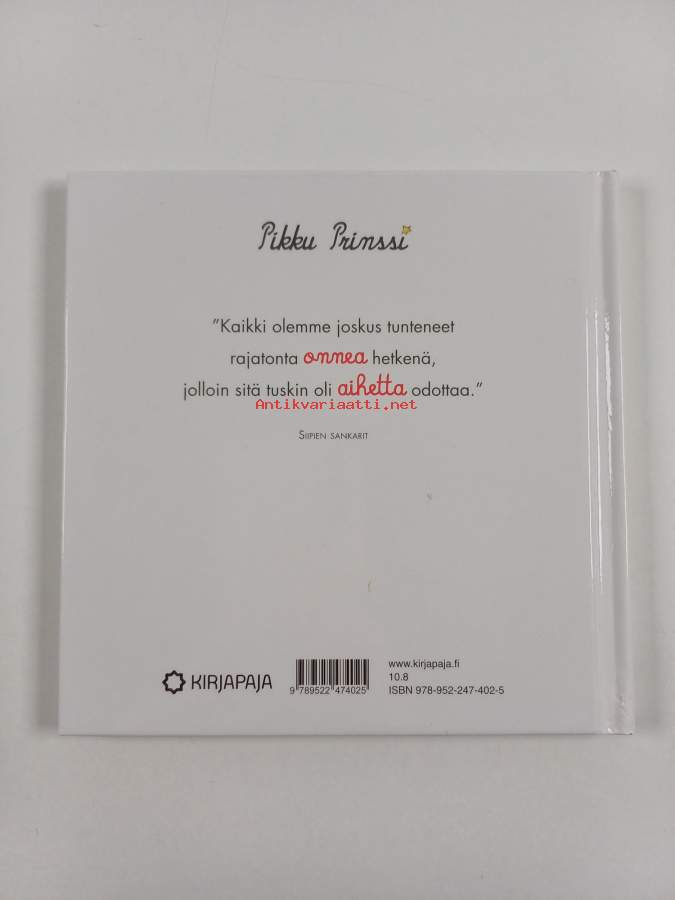 Pikku Prinssi
"Kaikki olemme joskus tunteneet
rajatonta onnea hetkenä,
jolloin sitä tuskin oli aihetta odottaa."
Antikvariaatti.net
Siipien sankarit
KIRJAPAJA
9 789522 474025
www.kirjapaja.fi
10.8
ISBN 978-952-247-402-5